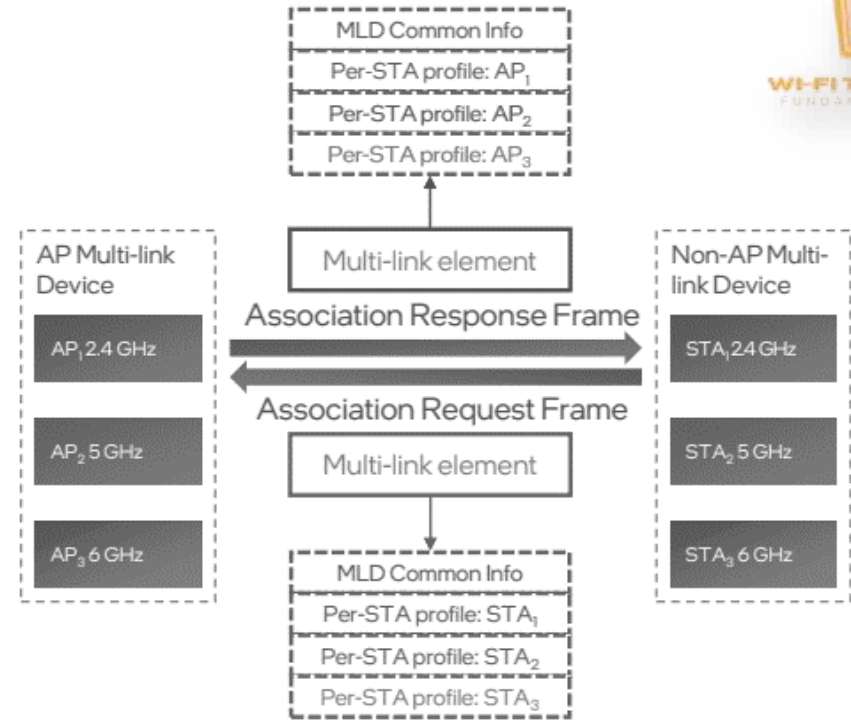 MLD Common Info
Per-STA profile: AP₁
Per-STA profile: AP₂
Per-STA profile: AP₃
WI-FI
AP Multi-link
Device
Multi-link element
Non-AP Multi-
link Device
Association Response Frame
AP₁ 2.4 GHz
STA₁ 2.4 GHz
Association Request Frame
AP₂ 5 GHz
Multi-link element
STA₂ 5 GHz
AP₃ 6 GHz
STA₃ 6 GHz
MLD Common Info
Per-STA profile: STA₁
Per-STA profile: STA₂
Per-STA profile: STA₃